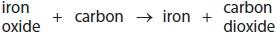 iron oxide + carbon → iron + carbon dioxide